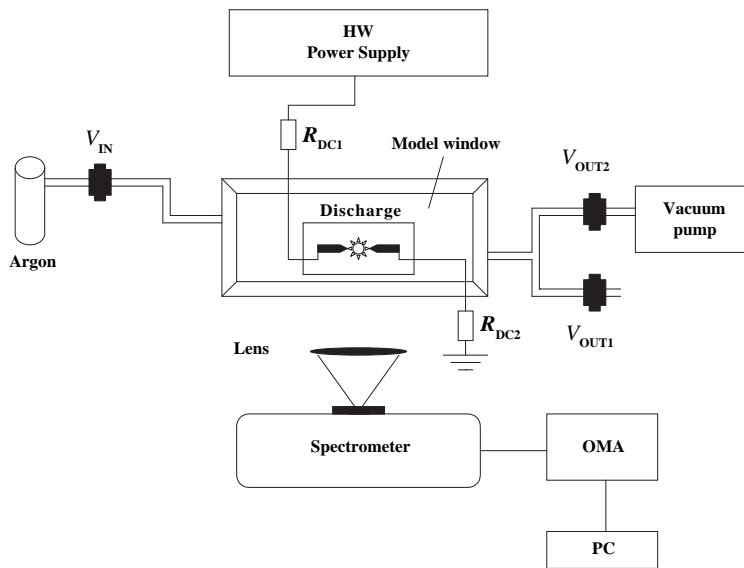 HW
Power Supply
R_DC1
V_IN
Model window
V_OUT2
Discharge
Vacuum
pump
Argon
R_DC2
V_OUT1
Lens
Spectrometer
OMA
PC